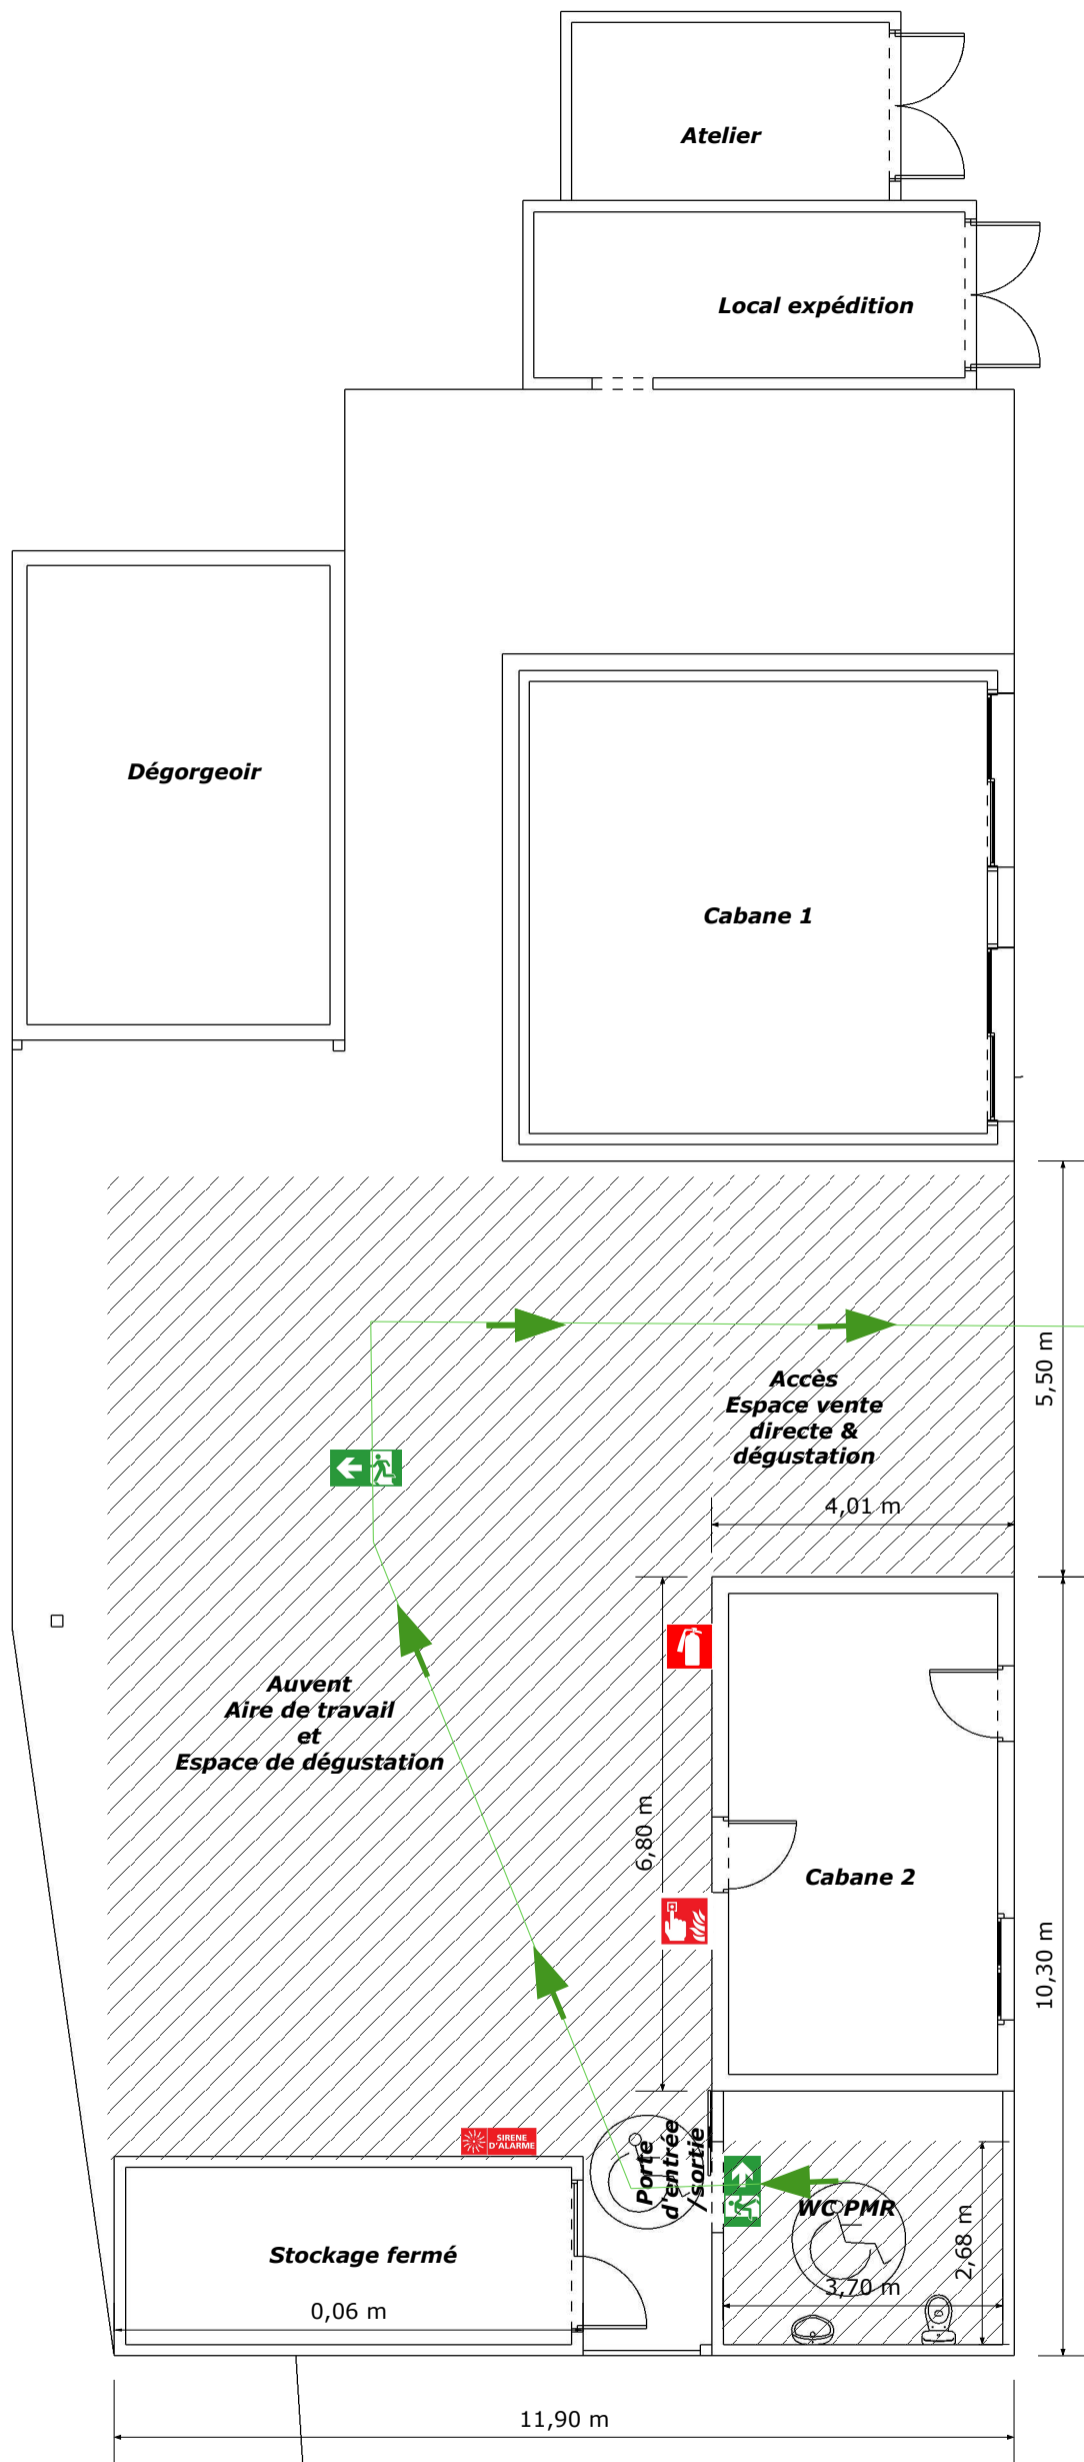 Atelier
Local expédition
Dégorgeoir
Cabane 1
Accès
Espace vente
directe &
dégustation
5,50 m
4,01 m
Auvent
Aire de travail
et
Espace de dégustation
6,80 m
Cabane 2
10,30 m
SIRENE
D'ALARME
Porte
d'entrée
/sortie
WC PMR
2,68 m
3,70 m
Stockage fermé
0,06 m
11,90 m